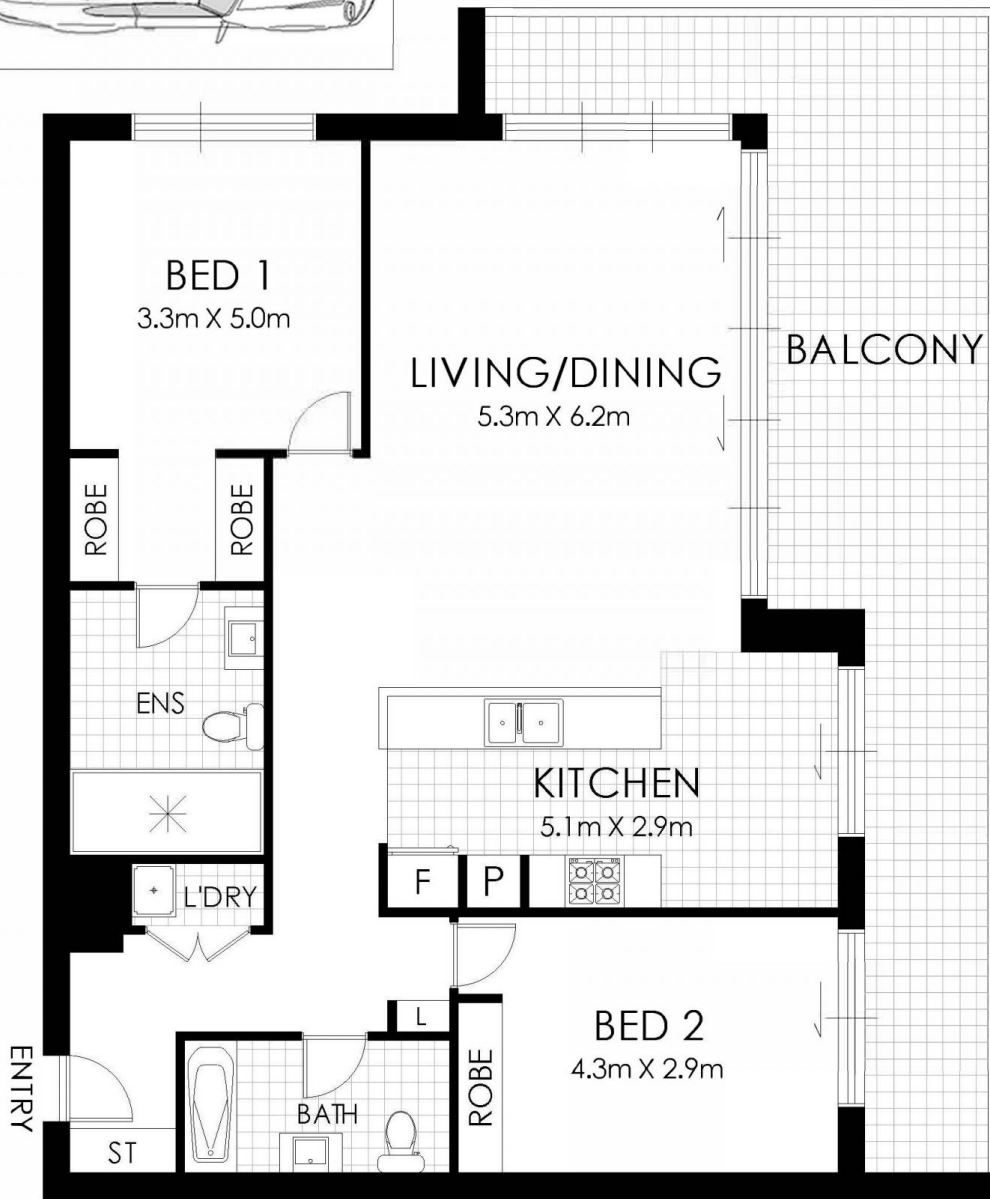 BED 1
3.3m X 5.0m
LIVING/DINING
5.3m X 6.2m
BALCONY
ROBE
ROBE
ENS
KITCHEN
5.1m X 2.9m
F
P
L'DRY
L
BED 2
4.3m X 2.9m
ENTRY
ROBE
BATH
ST